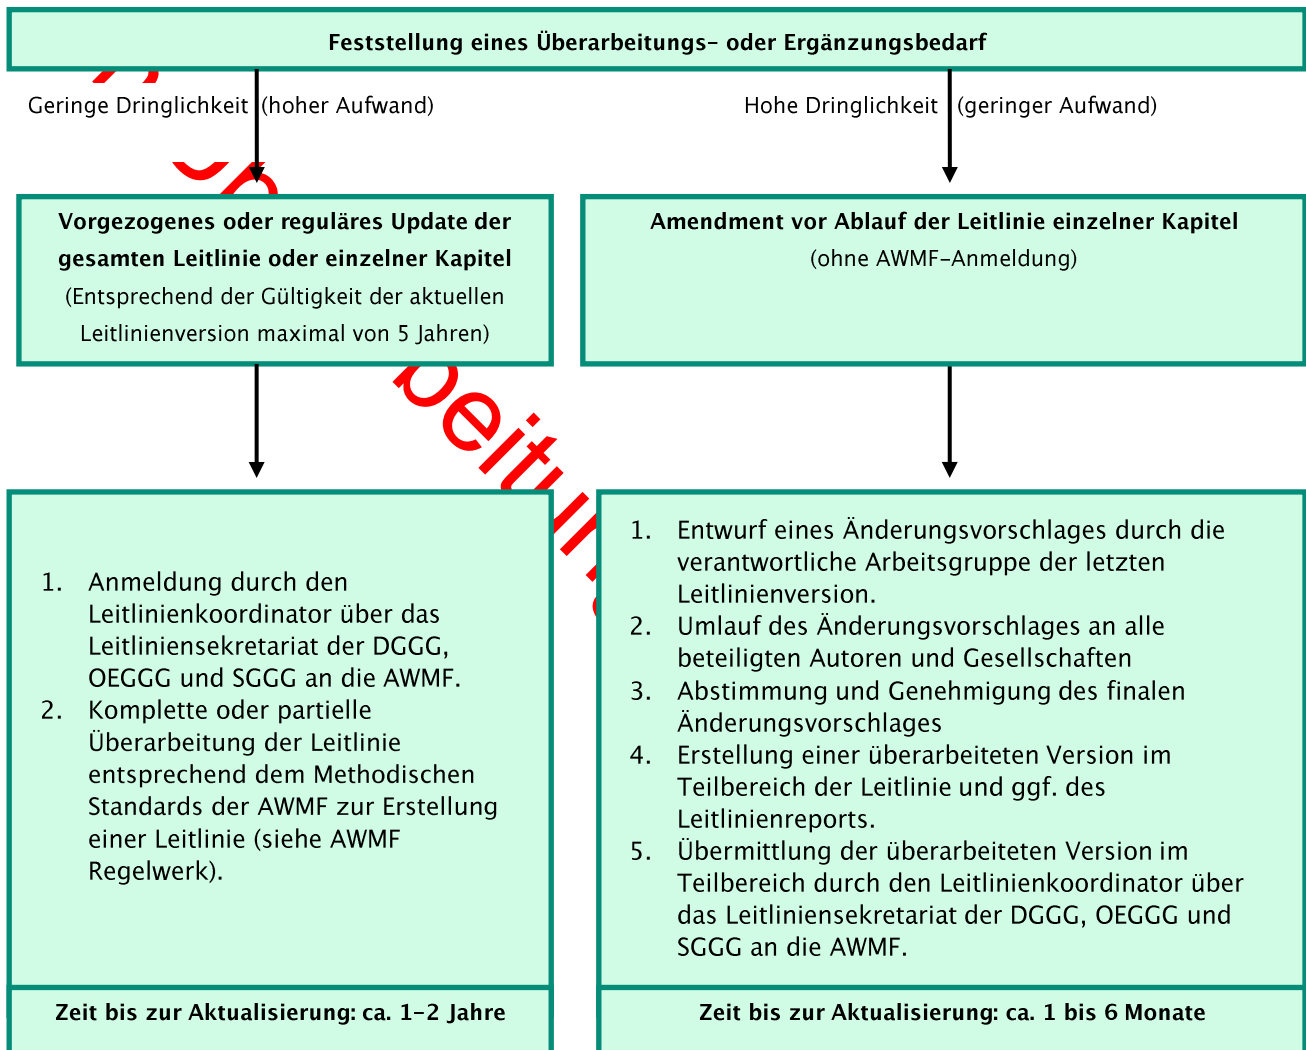 Feststellung eines Überarbeitungs- oder Ergänzungsbedarf
Geringe Dringlichkeit (hoher Aufwand)
Hohe Dringlichkeit (geringer Aufwand)
Vorgezogenes oder reguläres Update der
gesamten Leitlinie oder einzelner Kapitel
(Entsprechend der Gültigkeit der aktuellen
Leitlinienversion maximal von 5 Jahren)
Amendment vor Ablauf der Leitlinie einzelner Kapitel
(ohne AWMF-Anmeldung)
1. Anmeldung durch den
Leitlinienkoordinator über das
Leitliniensekretariat der DGGG,
OEGGG und SGGG an die AWMF.
2. Komplette oder partielle
Überarbeitung der Leitlinie
entsprechend dem Methodischen
Standards der AWMF zur Erstellung
einer Leitlinie (siehe AWMF
Regelwerk).
Zeit bis zur Aktualisierung: ca. 1-2 Jahre
1. Entwurf eines Änderungsvorschlages durch die
verantwortliche Arbeitsgruppe der letzten
Leitlinienversion.
2. Umlauf des Änderungsvorschlages an alle
beteiligten Autoren und Gesellschaften
3. Abstimmung und Genehmigung des finalen
Änderungsvorschlages
4. Erstellung einer überarbeiteten Version im
Teilbereich der Leitlinie und ggf. des
Leitlinienreports.
5. Übermittlung der überarbeiteten Version im
Teilbereich durch den Leitlinienkoordinator über
das Leitliniensekretariat der DGGG, OEGGG und
SGGG an die AWMF.
Zeit bis zur Aktualisierung: ca. 1 bis 6 Monate